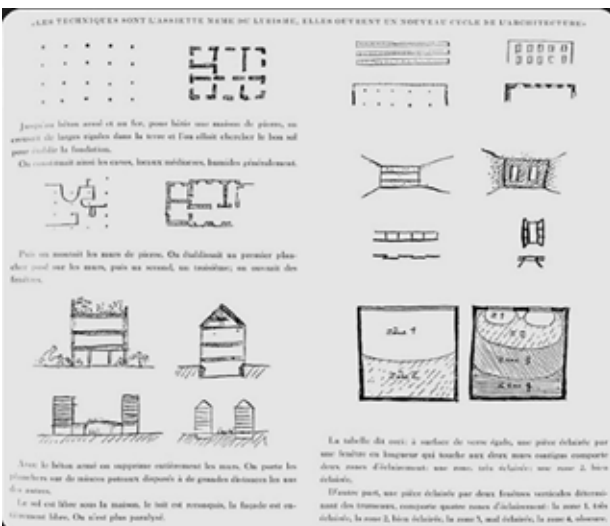 «LES TECHNIQUES SONT L'ASSIETTE MÊME DU LYRISME, ELLES OUVRENT UN NOUVEAU CYCLE DE L'ARCHITECTURE»
Jusqu'au béton armé et au fer, pour bâtir une maison de pierre, on
creusait de larges rigoles dans la terre et l'on allait chercher le bon sol
pour établir la fondation.
On constituait ainsi les caves, locaux médiocres, humides généralement.
Puis on montait les murs de pierre. On établissait un premier plan-
cher posé sur les murs, puis un second, un troisième; on ouvrait des
fenêtres.
Avec le béton armé on supprime entièrement les murs. On porte les
planchers sur de minces poteaux disposés à de grandes distances les uns
des autres.
Le sol est libre sous la maison, le toit est reconquis, la façade est en-
tièrement libre. On n'est plus paralysé.
zone 1
zone 2
Z 1
Z 2
zone 3
zone 4
La tabelle dit ceci: à surface de verre égale, une pièce éclairée par
une fenêtre en longueur qui touche aux deux murs contigus comporte
deux zones d'éclairement: une zone, très éclairée; une zone 2, bien
éclairée.
D'autre part, une pièce éclairée par deux fenêtres verticales détermi-
nant des trumeaux, comporte quatre zones d'éclairement: la zone 1, très
éclairée, la zone 2, bien éclairée, la zone 3, mal éclairée, la zone 4, obscure.